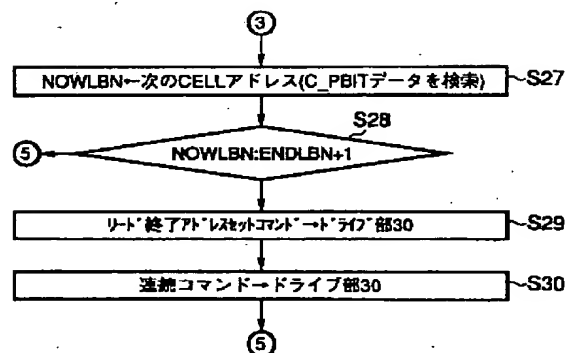 ③
NOWLBN←次のCELLアドレス(C_PBITデータを検索)
S27
S28
⑤
NOWLBN:ENDLBN+1
リード終了アドレスセットコマンド→ドライブ部30
S29
連続コマンド→ドライブ部30
S30
⑤